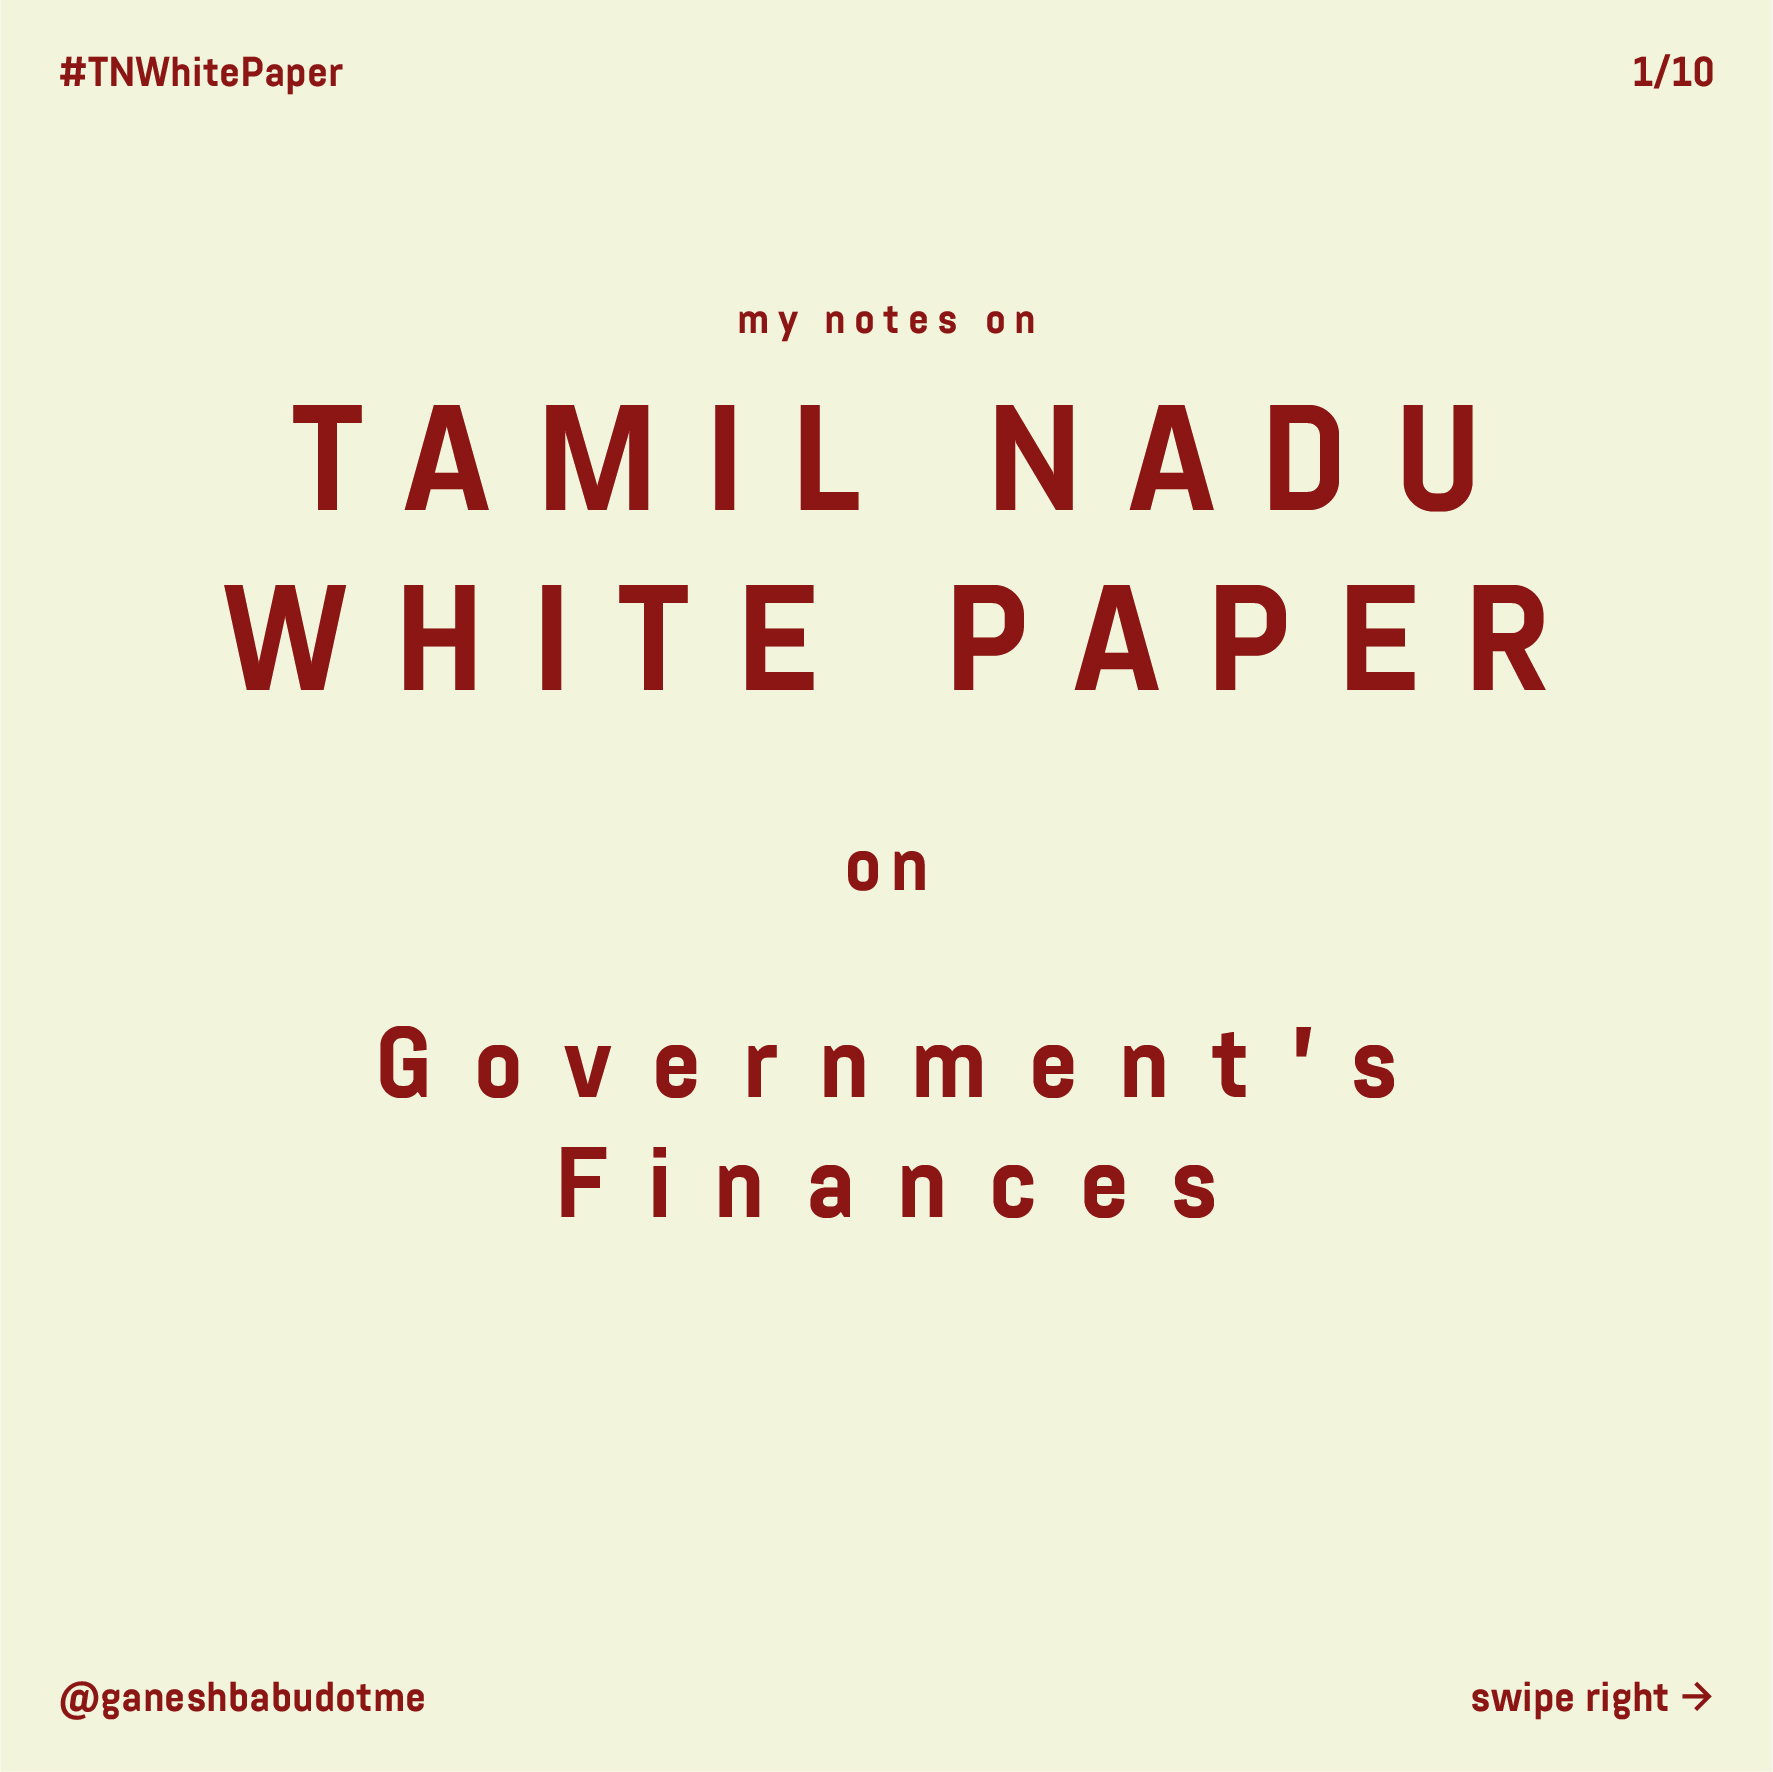 #TNWhitePaper
1/10
my notes on
TAMIL NADU
WHITE PAPER
on
Government's
Finances
@ganeshbabudotme
swipe right →